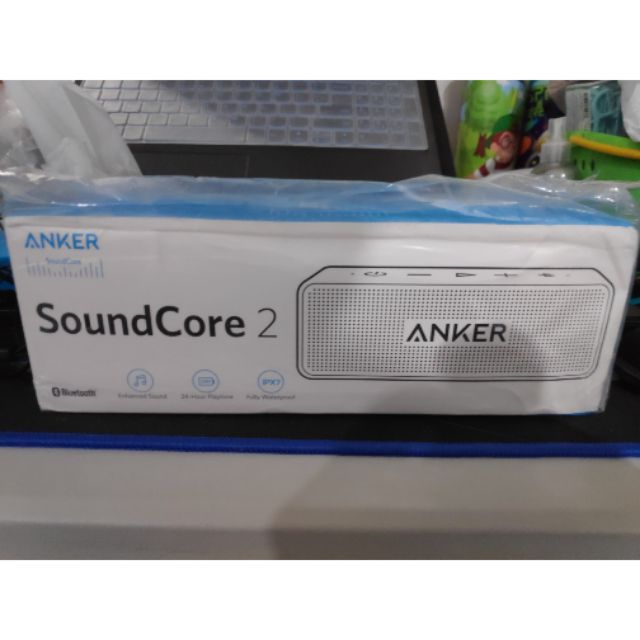 ANKER
SoundCore
SoundCore 2
ANKER
Bluetooth
Enhanced Sound
24-Hour Playtime
IPX7
Fully Waterproof